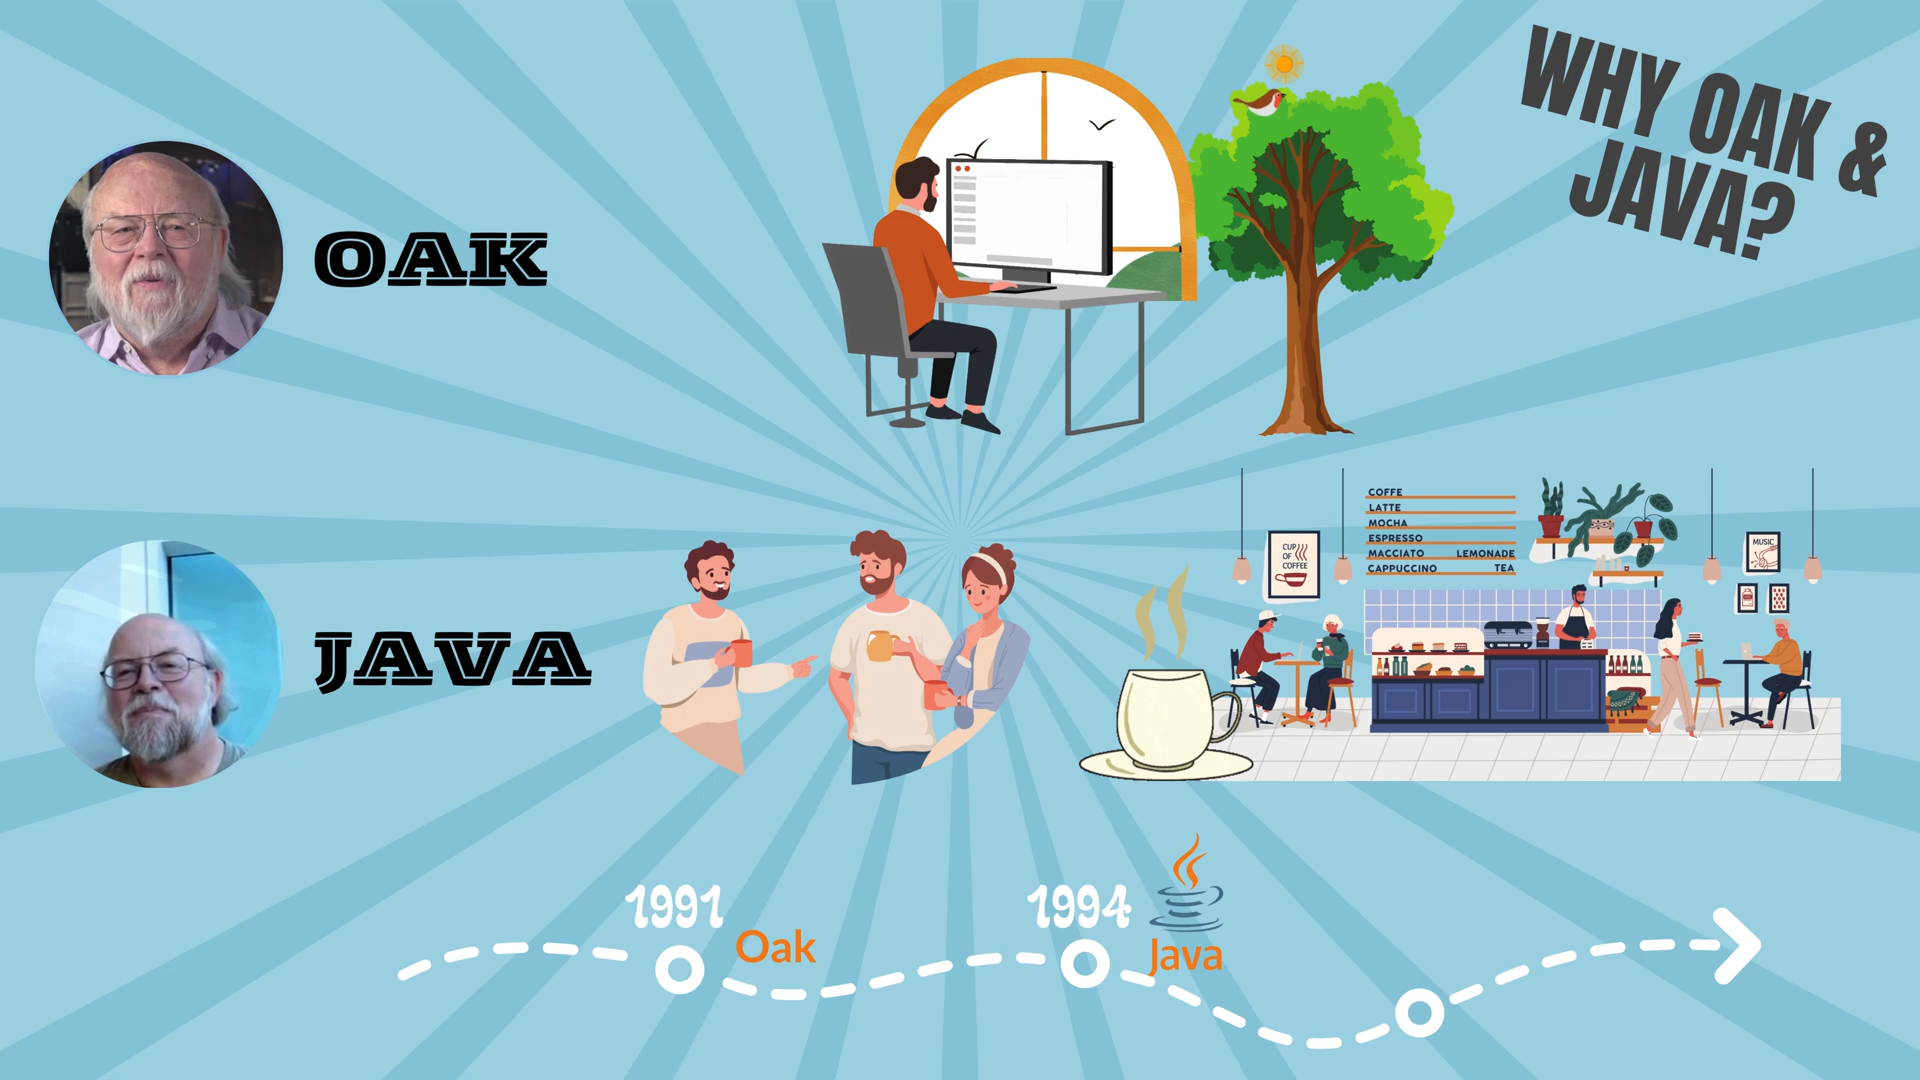 WHY OAK &
JAVA?
OAK
COFFE
LATTE
MOCHA
ESPRESSO
MACCIATO LEMONADE
CAPPUCCINO TEA
CUP
OF
COFFEE
MUSIC
JAVA
1991
Oak
1994
Java